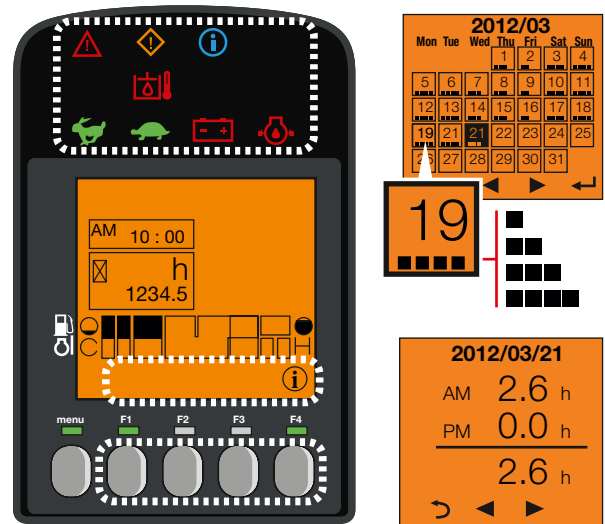 AM 10 : 00
h
1234.5
C H
i
menu F1 F2 F3 F4
2012/03
Mon Tue Wed Thu Fri Sat Sun
1 2 3 4
5 6 7 8 9 10 11
12 13 14 15 16 17 18
19 21 21 22 23 24 25
26 27 28 29 30 31
19
2012/03/21
AM 2.6 h
PM 0.0 h
2.6 h